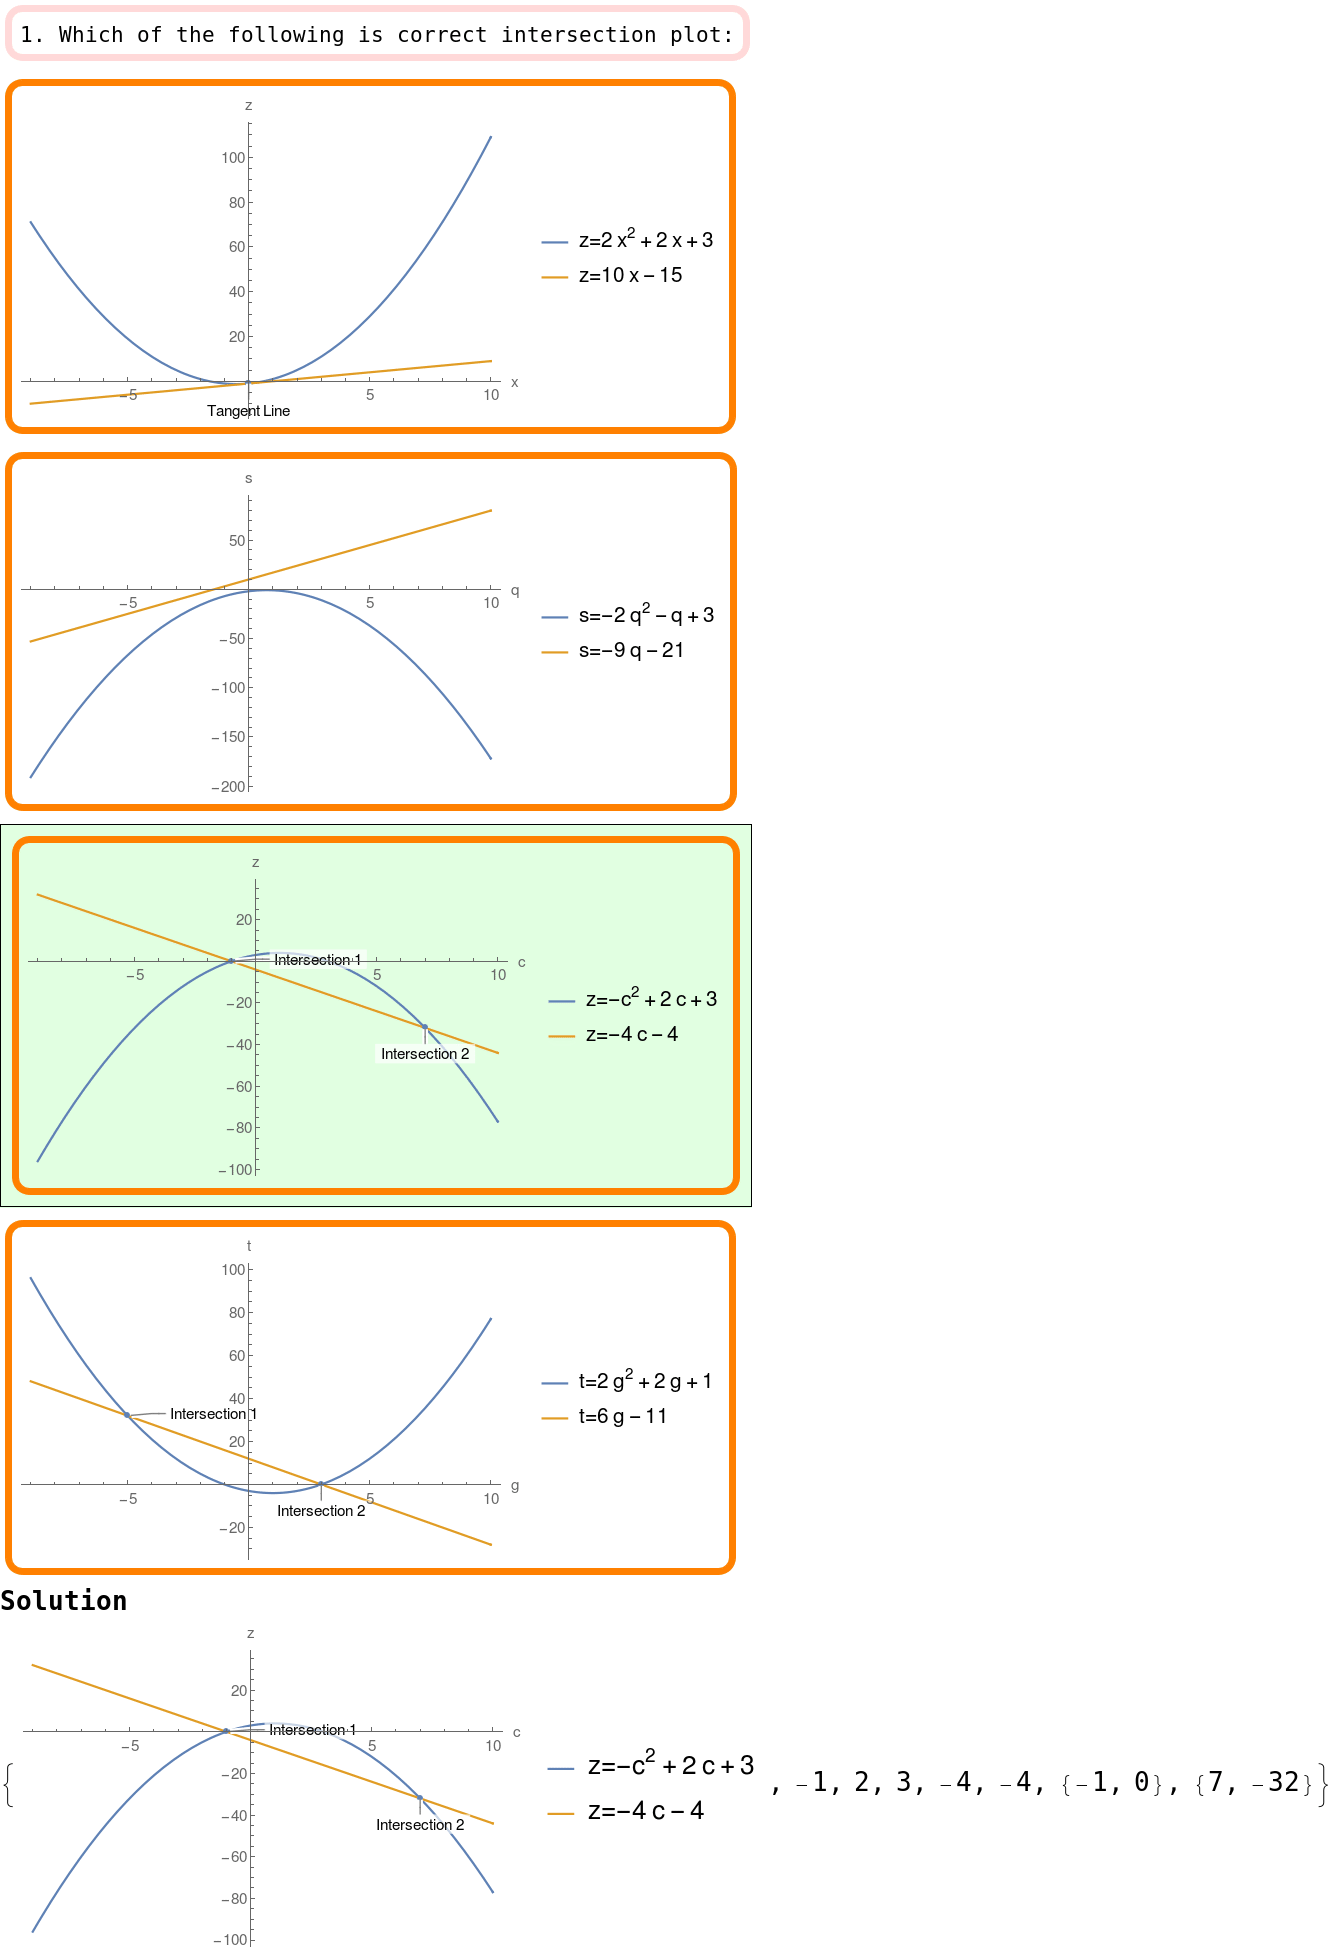 1. Which of the following is correct intersection plot:
z
100
80
60
40
20
−5
5
10
x
Tangent Line
z=2 x² + 2 x + 3
z=10 x − 15
s
50
−5
5
10
q
−50
−100
−150
−200
s=−2 q² − q + 3
s=−9 q − 21
z
20
Intersection 1
−5
5
10
c
−20
−40
Intersection 2
−60
−80
−100
z=−c² + 2 c + 3
z=−4 c − 4
t
100
80
60
40
Intersection 1
20
−5
5
10
g
Intersection 2
−20
t=2 g² + 2 g + 1
t=6 g − 11
Solution
z
20
Intersection 1
−5
5
10
c
−20
−40
Intersection 2
−60
−80
−100
{ z=−c² + 2 c + 3
z=−4 c − 4
, −1, 2, 3, −4, −4, {−1, 0}, {7, −32}}